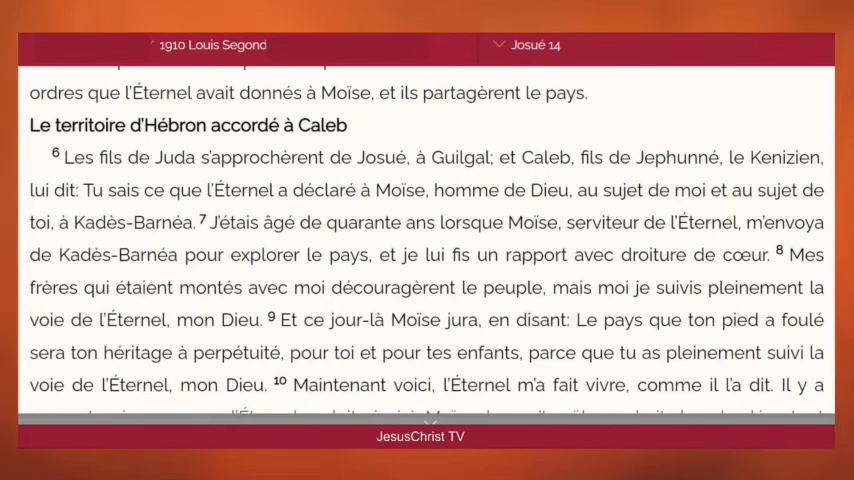 1910 Louis Segond
Josué 14
ordres que l'Éternel avait donnés à Moïse, et ils partagèrent le pays.
Le territoire d'Hébron accordé à Caleb
6 Les fils de Juda s'approchèrent de Josué, à Guilgal; et Caleb, fils de Jephunné, le Kenizien,
lui dit: Tu sais ce que l'Éternel a déclaré à Moïse, homme de Dieu, au sujet de moi et au sujet de
toi, à Kadès-Barnéa. 7 J'étais âgé de quarante ans lorsque Moïse, serviteur de l'Éternel, m'envoya
de Kadès-Barnéa pour explorer le pays, et je lui fis un rapport avec droiture de cœur. 8 Mes
frères qui étaient montés avec moi découragèrent le peuple, mais moi je suivis pleinement la
voie de l'Éternel, mon Dieu. 9 Et ce jour-là Moïse jura, en disant: Le pays que ton pied a foulé
sera ton héritage à perpétuité, pour toi et pour tes enfants, parce que tu as pleinement suivi la
voie de l'Éternel, mon Dieu. 10 Maintenant voici, l'Éternel m'a fait vivre, comme il l'a dit. Il y a
JesusChrist TV